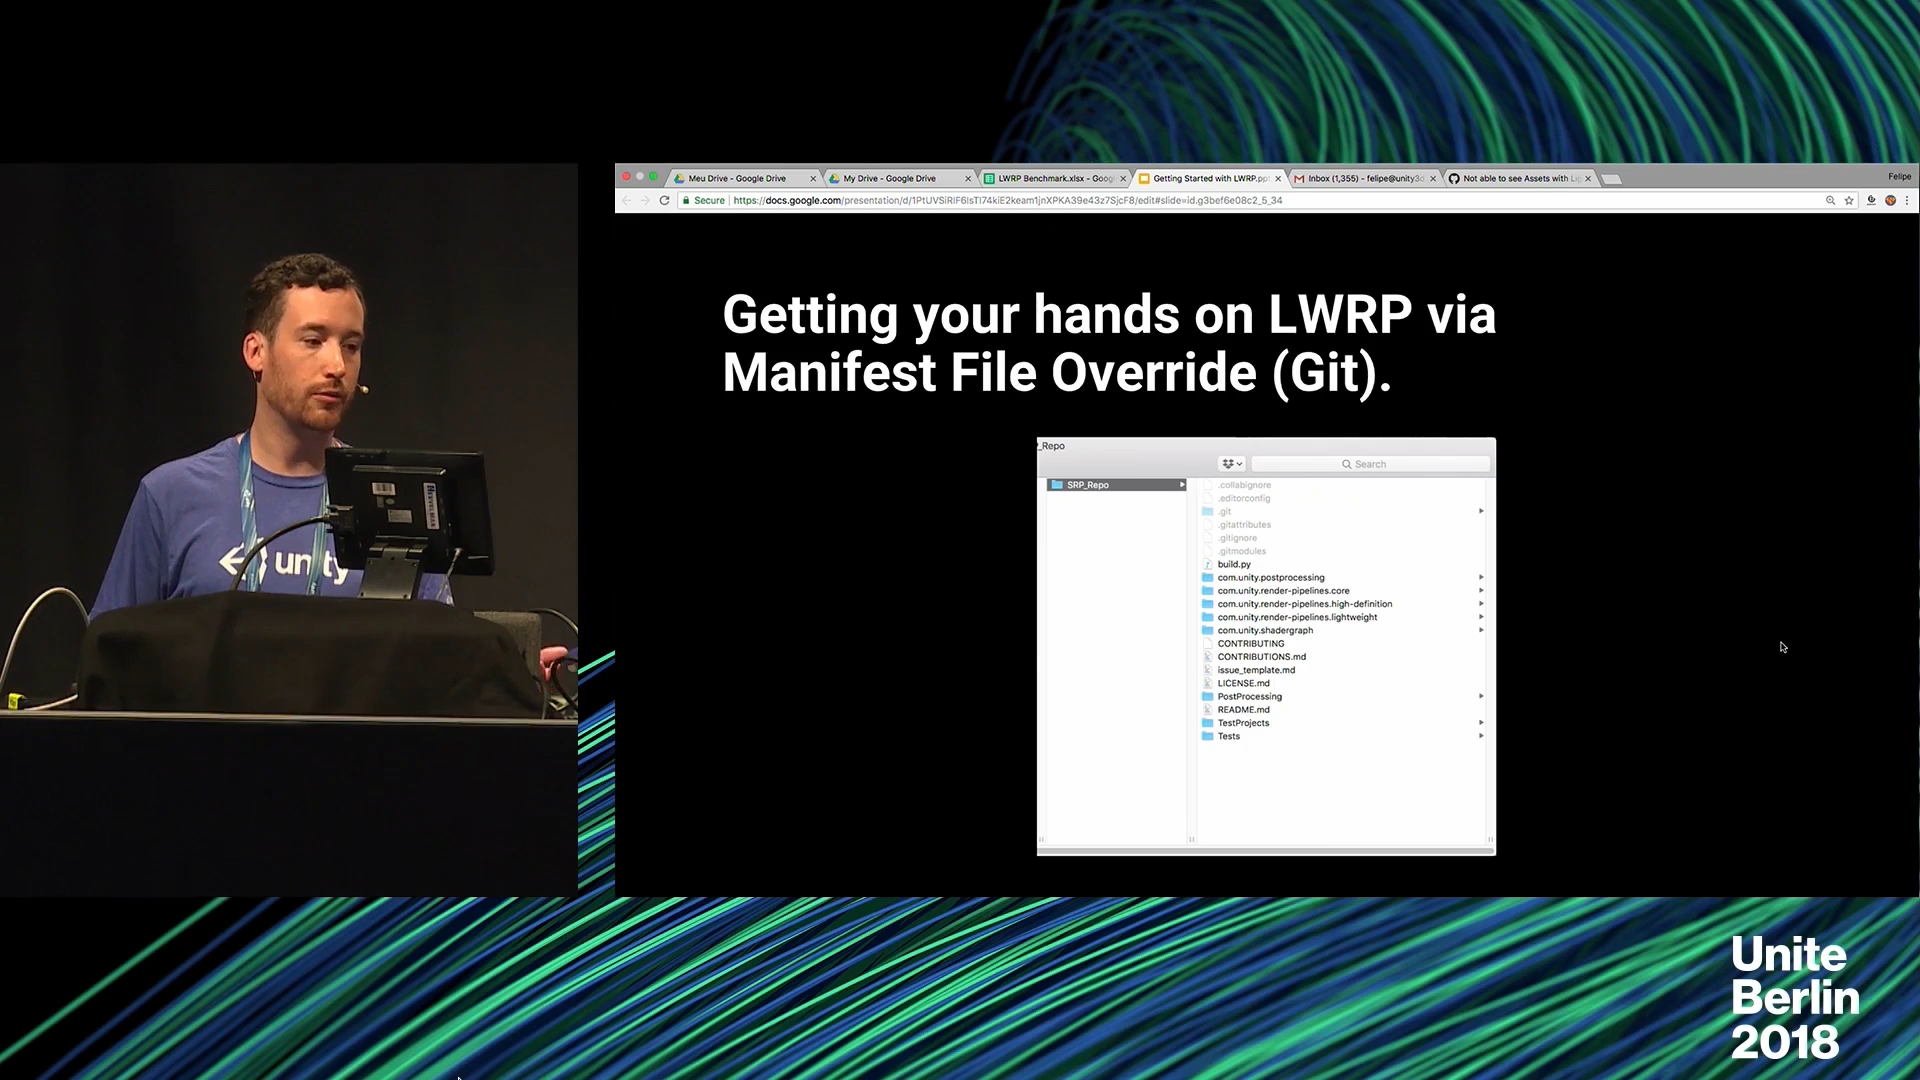 Meu Drive - Google Drive
My Drive - Google Drive
LWRP Benchmark.xlsx - Goog
Getting Started with LWRP.ppt
Inbox (1,355) - felipe@unity3d
Not able to see Assets with Li
Felipe
Secure
https://docs.google.com/presentation/d/1PtUVSiRlF6lsTl74kiE2keam1jnXPKA39e43z7SjcF8/edit#slide=id.g3bef6e08c2_5_34
Getting your hands on LWRP via
Manifest File Override (Git).
_Repo
Search
SRP_Repo
.collabignore
.editorconfig
.git
.gitattributes
.gitignore
.gitmodules
build.py
com.unity.postprocessing
com.unity.render-pipelines.core
com.unity.render-pipelines.high-definition
com.unity.render-pipelines.lightweight
com.unity.shadergraph
CONTRIBUTING
CONTRIBUTIONS.md
issue_template.md
LICENSE.md
PostProcessing
README.md
TestProjects
Tests
unity
Unite
Berlin
2018